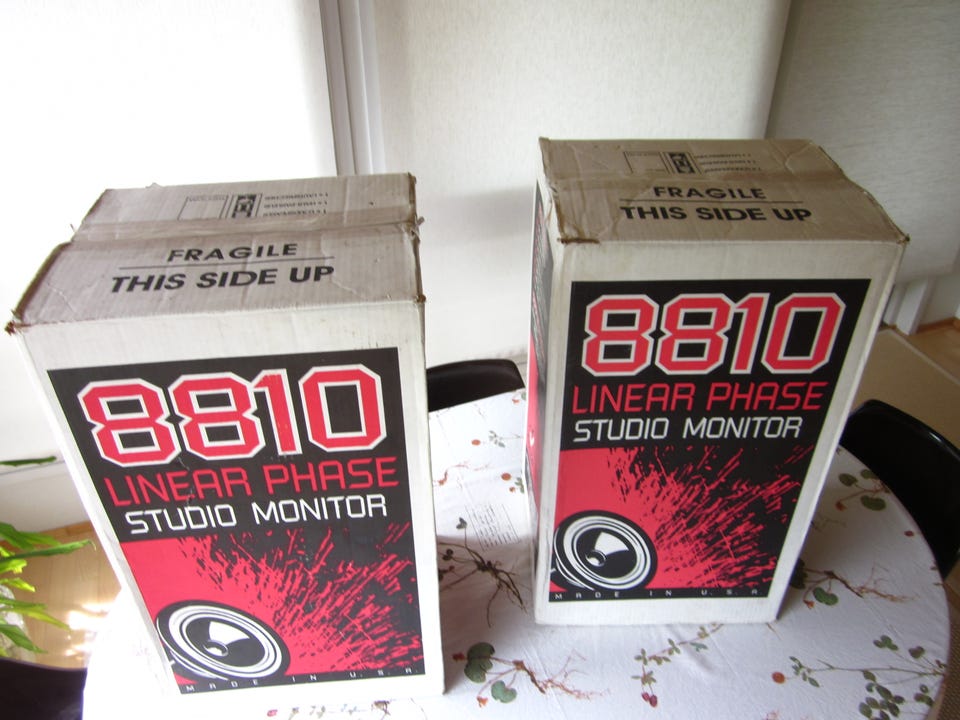 FRAGILE
THIS SIDE UP
8810
LINEAR PHASE
STUDIO MONITOR
MADE IN U.S.A.
FRAGILE
THIS SIDE UP
8810
LINEAR PHASE
STUDIO MONITOR
MADE IN U.S.A